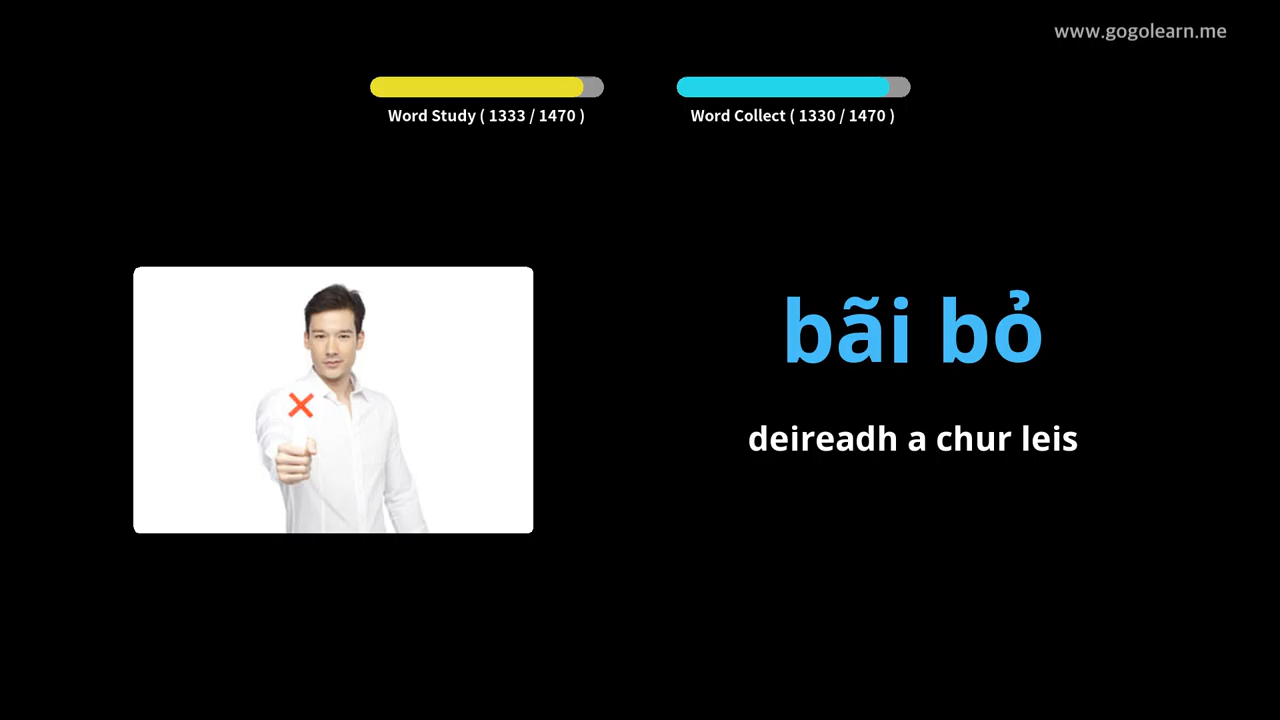 www.gogolearn.me
Word Study ( 1333 / 1470 )
Word Collect ( 1330 / 1470 )
bãi bỏ
deireadh a chur leis